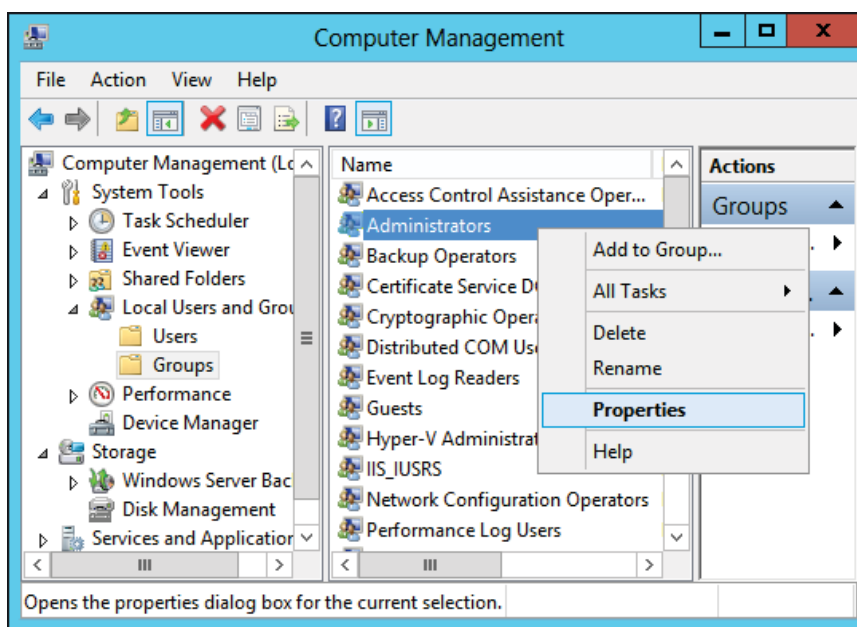 Computer Management
File Action View Help
Computer Management (Lo
System Tools
Task Scheduler
Event Viewer
Shared Folders
Local Users and Grou
Users
Groups
Performance
Device Manager
Storage
Windows Server Bac
Disk Management
Services and Application
Name
Access Control Assistance Oper...
Administrators
Backup Operators
Certificate Service D
Cryptographic Opera
Distributed COM Us
Event Log Readers
Guests
Hyper-V Administrat
IIS_IUSRS
Network Configuration Operators
Performance Log Users
Add to Group...
All Tasks
Delete
Rename
Properties
Help
Actions
Groups
Opens the properties dialog box for the current selection.